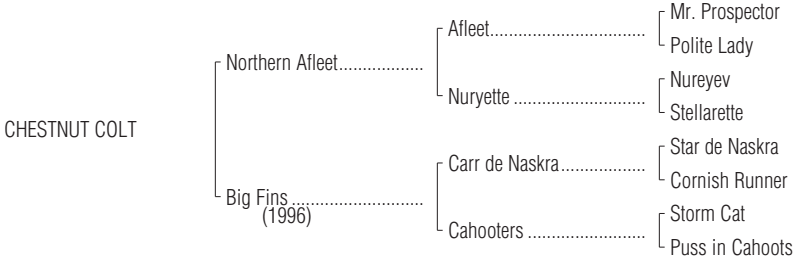 Mr. Prospector
Afleet
Polite Lady
Northern Afleet
Nureyev
Nuryette
Stellarette
CHESTNUT COLT
Star de Naskra
Carr de Naskra
Cornish Runner
Big Fins
(1996)
Storm Cat
Cahooters
Puss in Cahoots